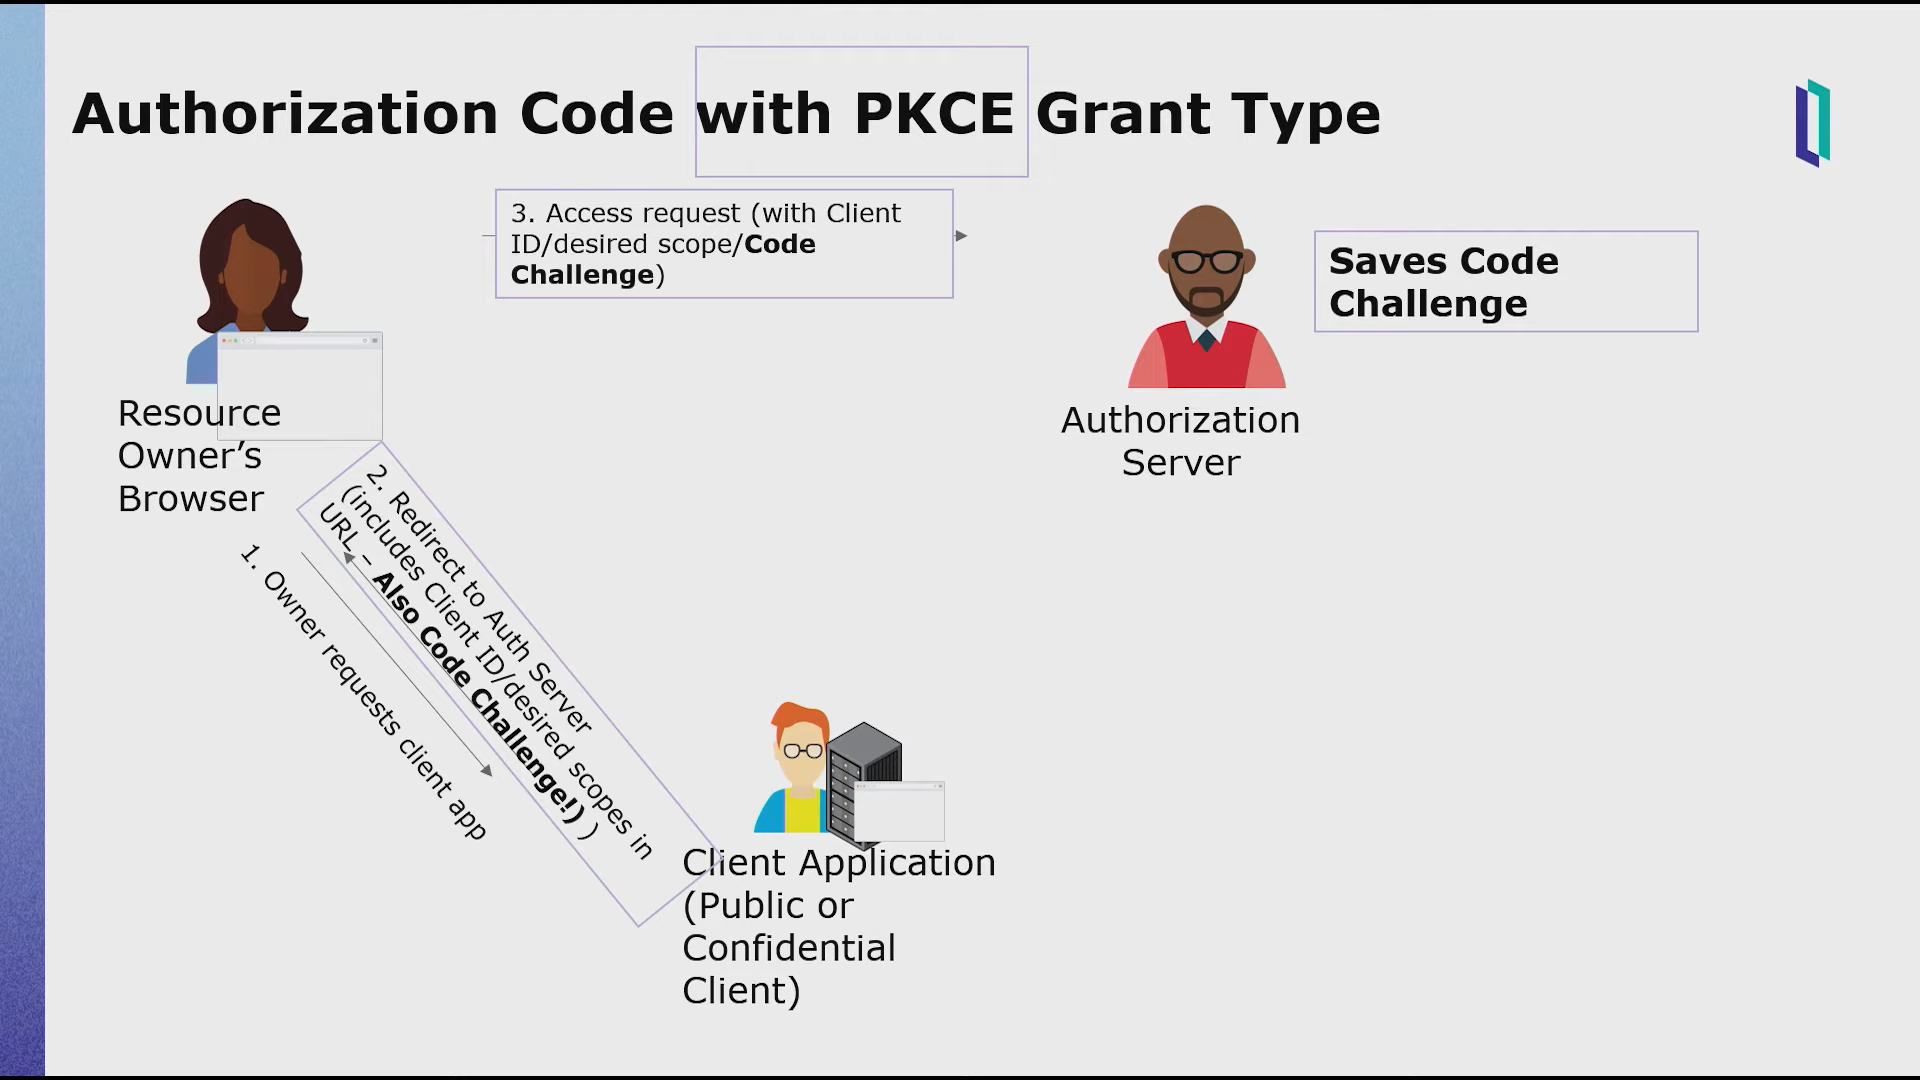 Authorization Code with PKCE Grant Type
3. Access request (with Client
ID/desired scope/Code
Challenge)
Saves Code
Challenge
Resource
Owner’s
Browser
Authorization
Server
2. Redirect to Auth Server
(includes Client ID/desired scopes in
URL – Also Code Challenge!) )
1. Owner requests client app
Client Application
(Public or
Confidential
Client)